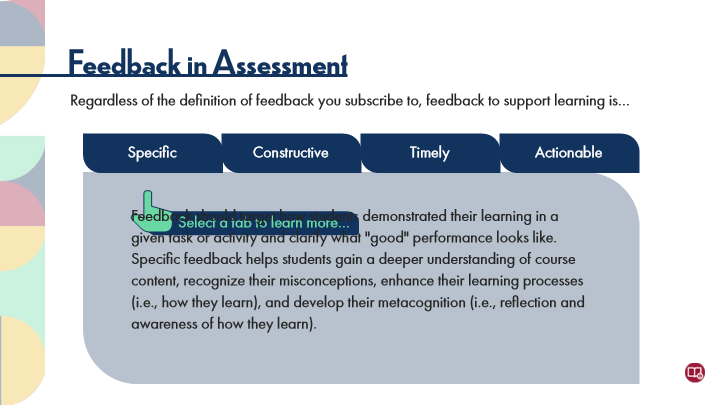 Feedback in Assessment
Regardless of the definition of feedback you subscribe to, feedback to support learning is...
Specific
Constructive
Timely
Actionable
Select a tab to learn more...
Feedback demonstrated their learning in a
given task or activity and clarify what "good" performance looks like.
Specific feedback helps students gain a deeper understanding of course
content, recognize their misconceptions, enhance their learning processes
(i.e., how they learn), and develop their metacognition (i.e., reflection and
awareness of how they learn).